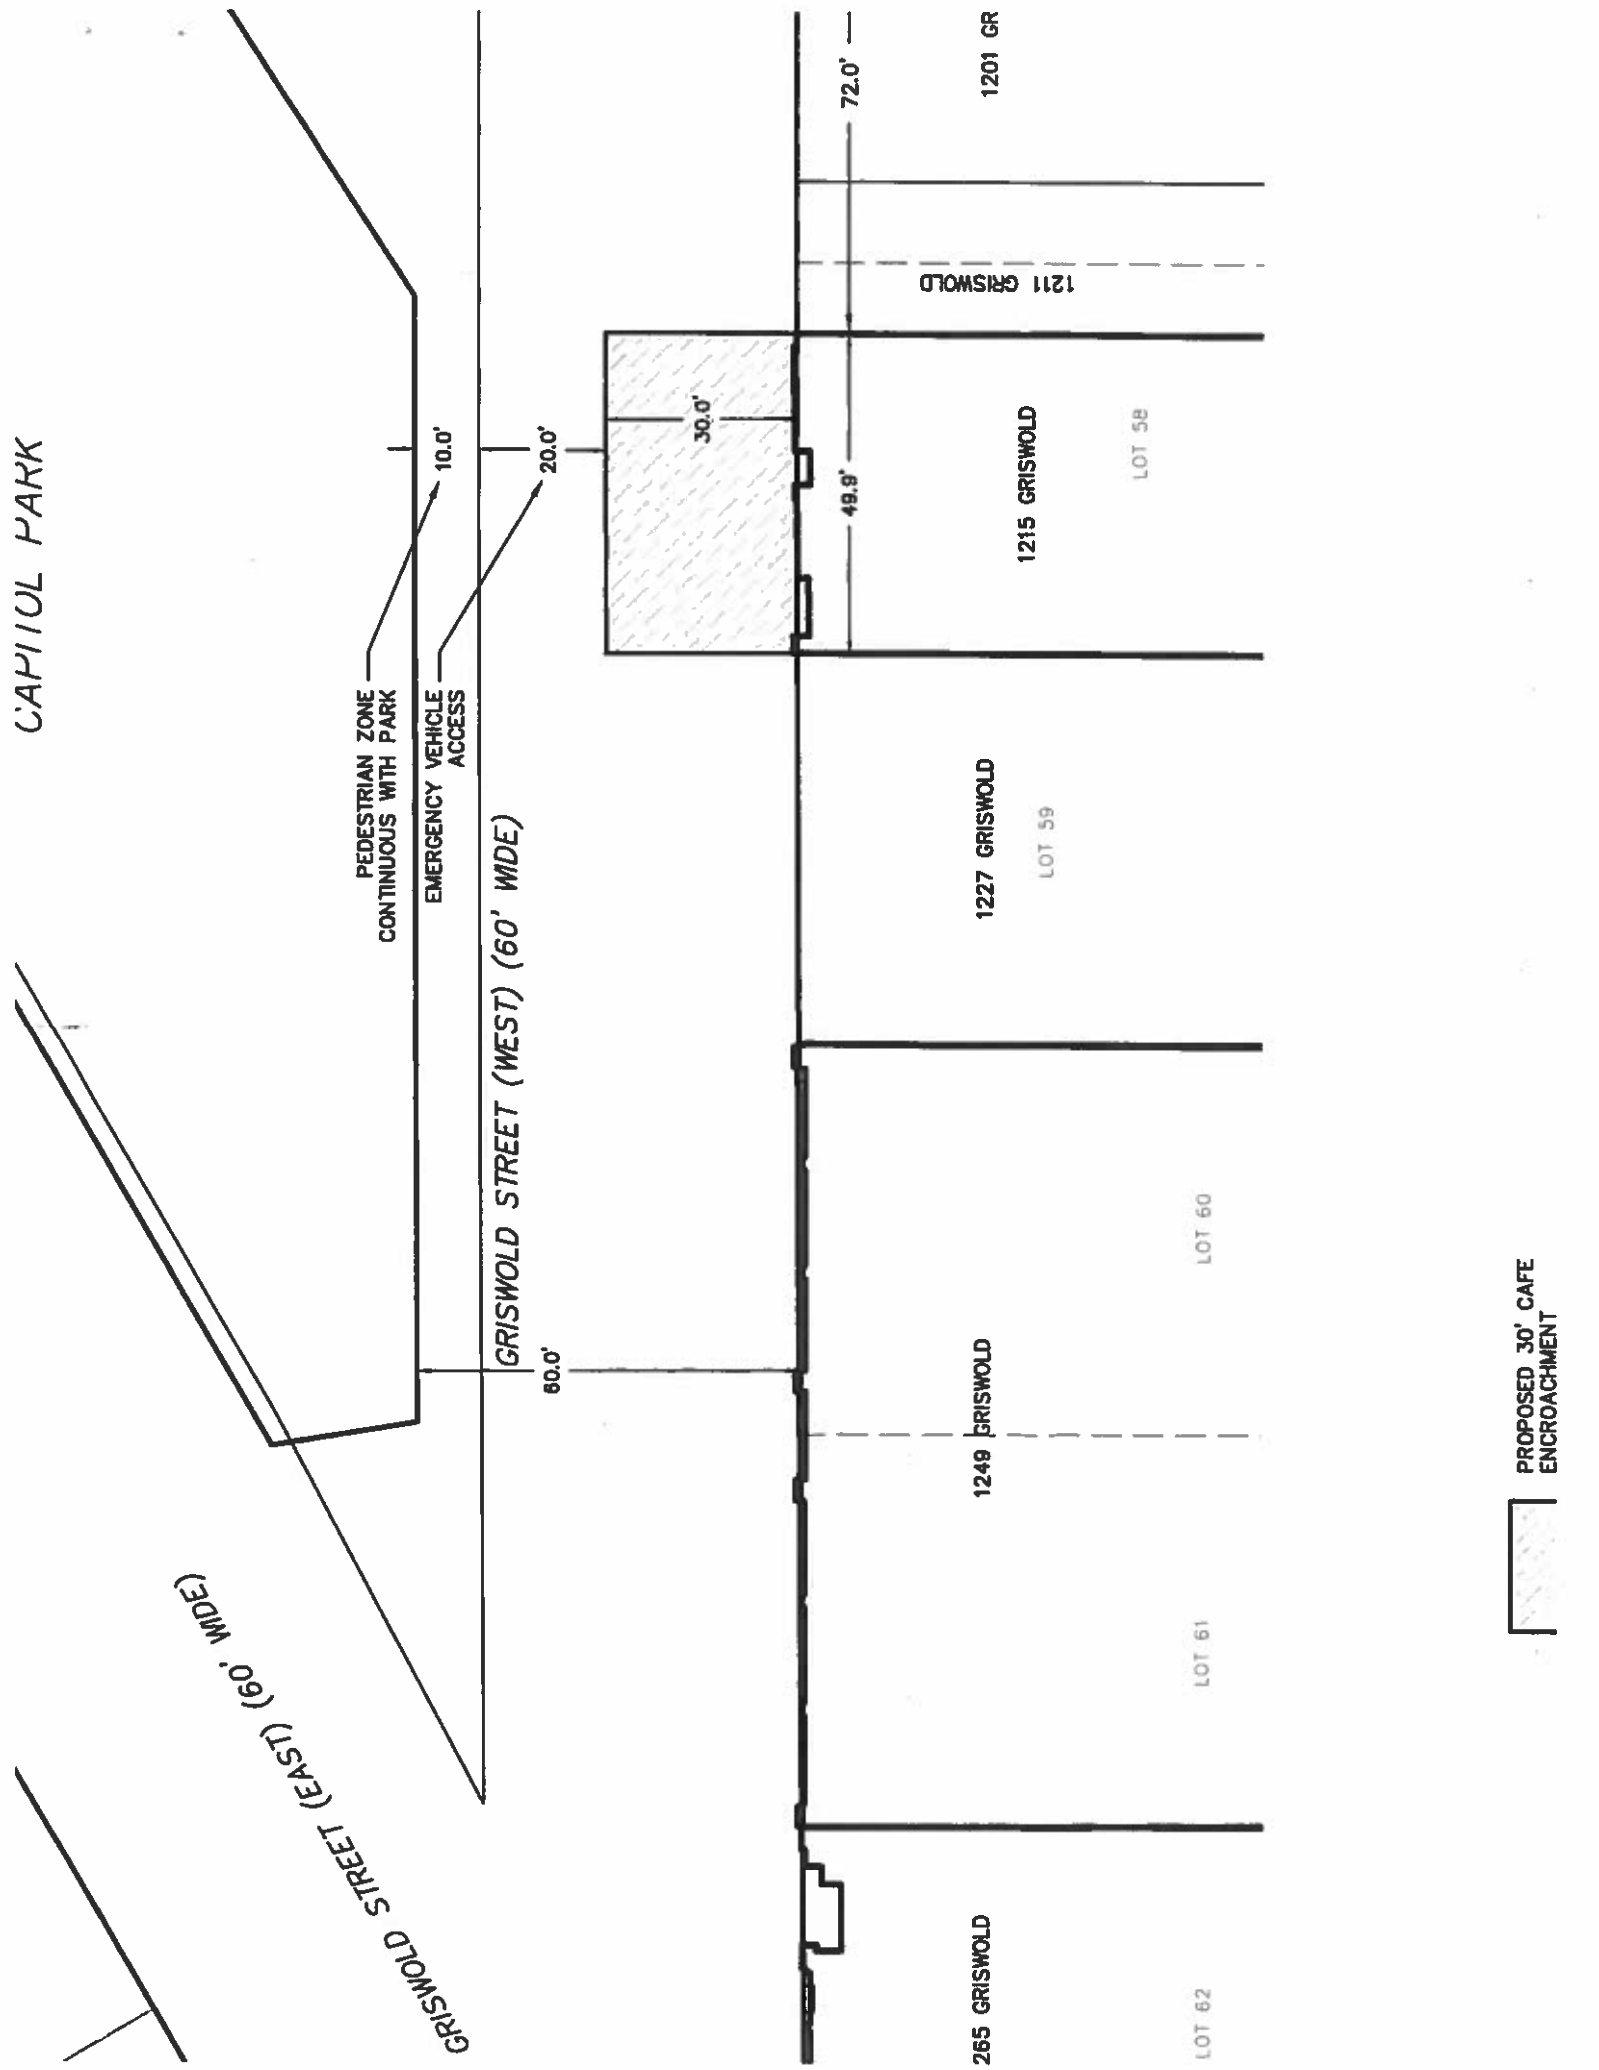 CAPITOL PARK
PEDESTRIAN ZONE
CONTINUOUS WITH PARK
EMERGENCY VEHICLE
ACCESS
10.0'
20.0'
GRISWOLD STREET (WEST) (60' WIDE)
GRISWOLD STREET (EAST) (60' WIDE)
60.0'
30.0'
49.9'
72.0'
265 GRISWOLD
1249 GRISWOLD
1227 GRISWOLD
1215 GRISWOLD
1211 GRISWOLD
1201 GR
LOT 62
LOT 61
LOT 60
LOT 59
LOT 58
PROPOSED 30' CAFE
ENCROACHMENT